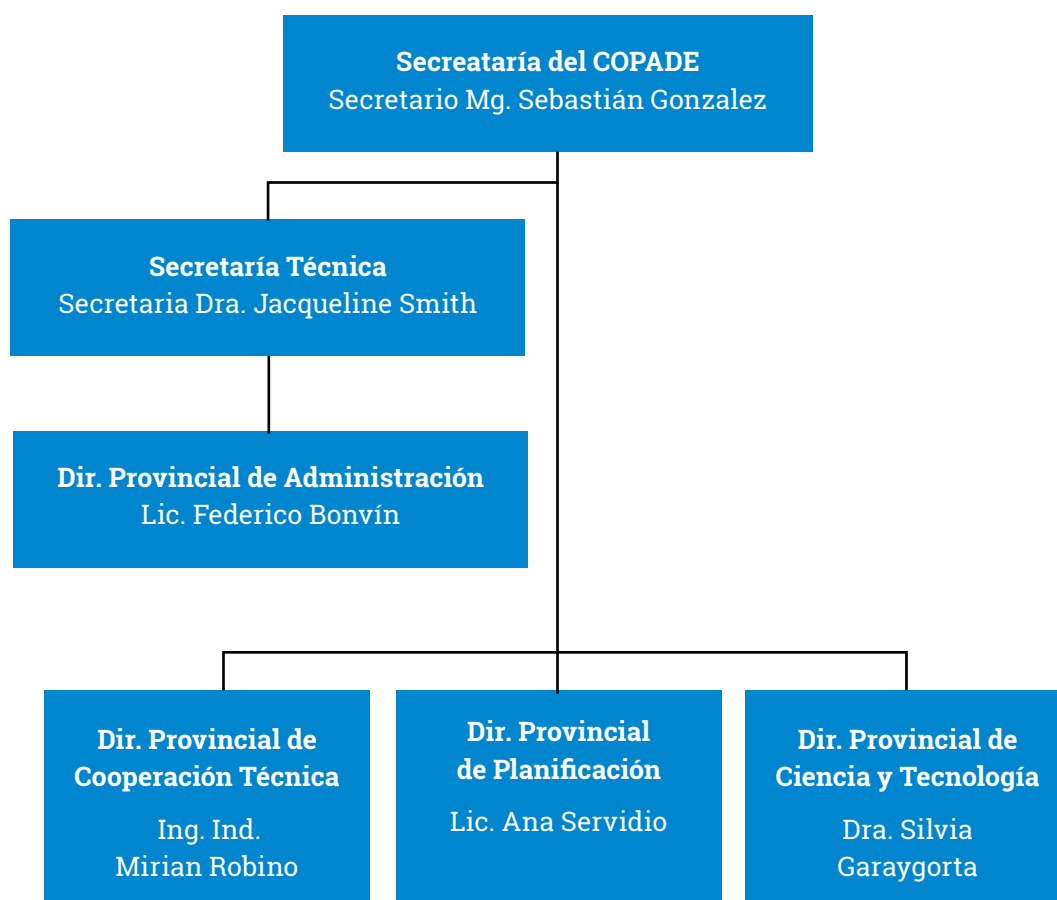 Secreataría del COPADE
Secretario Mg. Sebastián Gonzalez
Secretaría Técnica
Secretaria Dra. Jacqueline Smith
Dir. Provincial de Administración
Lic. Federico Bonvín
Dir. Provincial de
Cooperación Técnica
Ing. Ind.
Mirian Robino
Dir. Provincial
de Planificación
Lic. Ana Servidio
Dir. Provincial de
Ciencia y Tecnología
Dra. Silvia
Garaygorta